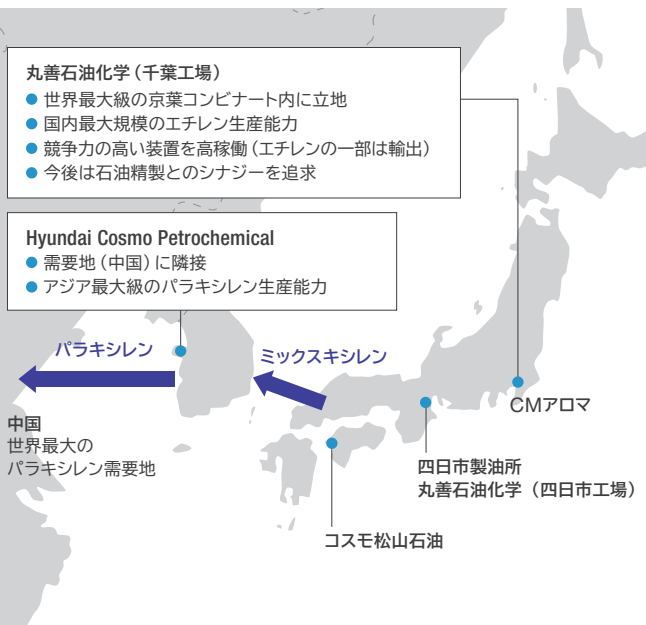 丸善石油化学（千葉工場）
● 世界最大級の京葉コンビナート内に立地
● 国内最大規模のエチレン生産能力
● 競争力の高い装置を高稼働（エチレンの一部は輸出）
● 今後は石油精製とのシナジーを追求
Hyundai Cosmo Petrochemical
● 需要地（中国）に隣接
● アジア最大級のパラキシレン生産能力
パラキシレン
ミックスキシレン
中国
世界最大の
パラキシレン需要地
CMアロマ
四日市製油所
丸善石油化学（四日市工場）
コスモ松山石油